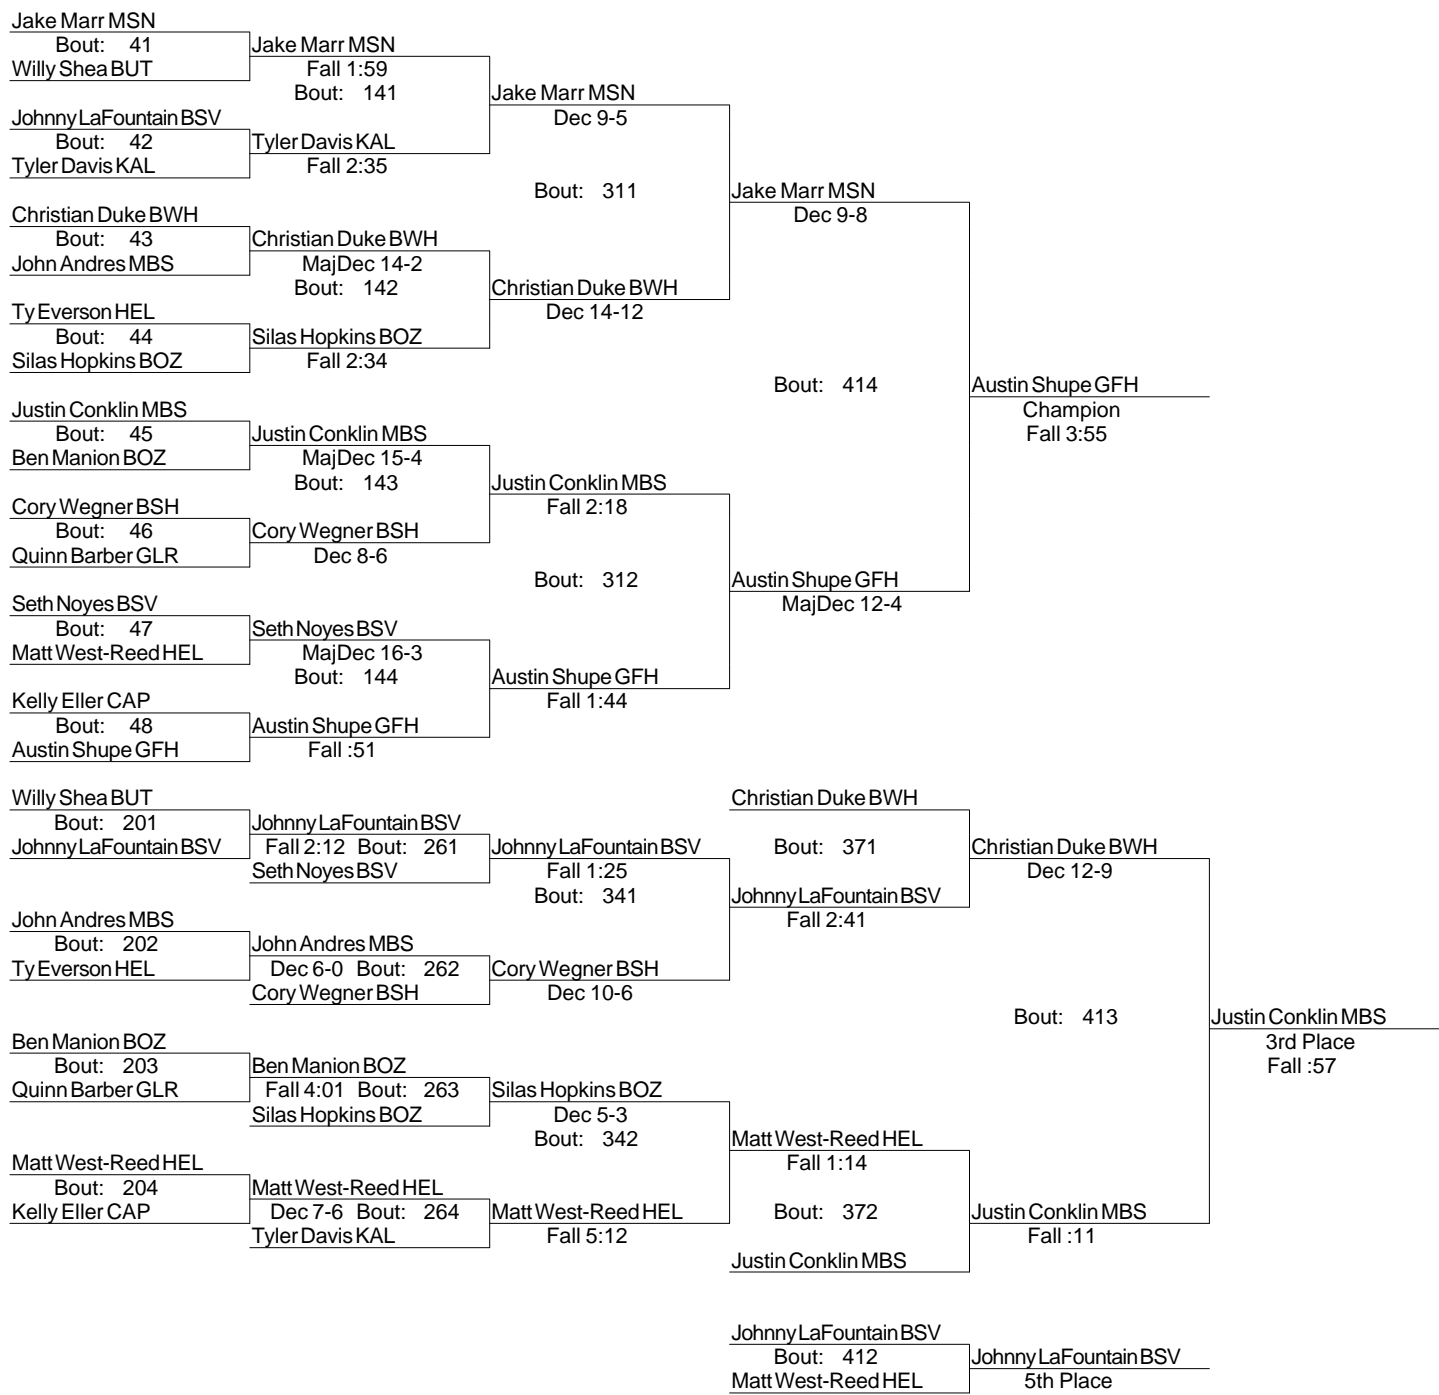 Jake Marr MSN
Bout: 41
Willy Shea BUT
Jake Marr MSN
Fall 1:59
Bout: 141
Johnny LaFountain BSV
Bout: 42
Tyler Davis KAL
Tyler Davis KAL
Fall 2:35
Jake Marr MSN
Dec 9-5
Bout: 311
Christian Duke BWH
Bout: 43
John Andres MBS
Christian Duke BWH
MajDec 14-2
Bout: 142
Ty Everson HEL
Bout: 44
Silas Hopkins BOZ
Silas Hopkins BOZ
Fall 2:34
Christian Duke BWH
Dec 14-12
Jake Marr MSN
Dec 9-8
Bout: 414
Justin Conklin MBS
Bout: 45
Ben Manion BOZ
Justin Conklin MBS
MajDec 15-4
Bout: 143
Cory Wegner BSH
Bout: 46
Quinn Barber GLR
Cory Wegner BSH
Dec 8-6
Justin Conklin MBS
Fall 2:18
Bout: 312
Seth Noyes BSV
Bout: 47
Matt West-Reed HEL
Seth Noyes BSV
MajDec 16-3
Bout: 144
Kelly Eller CAP
Bout: 48
Austin Shupe GFH
Austin Shupe GFH
Fall :51
Austin Shupe GFH
Fall 1:44
Austin Shupe GFH
MajDec 12-4
Austin Shupe GFH
Champion
Fall 3:55
Willy Shea BUT
Bout: 201
Johnny LaFountain BSV
Johnny LaFountain BSV
Fall 2:12 Bout: 261
Seth Noyes BSV
Johnny LaFountain BSV
Fall 1:25
Bout: 341
John Andres MBS
Bout: 202
Ty Everson HEL
John Andres MBS
Dec 6-0 Bout: 262
Cory Wegner BSH
Cory Wegner BSH
Dec 10-6
Christian Duke BWH
Bout: 371
Johnny LaFountain BSV
Fall 2:41
Christian Duke BWH
Dec 12-9
Bout: 413
Ben Manion BOZ
Bout: 203
Quinn Barber GLR
Ben Manion BOZ
Fall 4:01 Bout: 263
Silas Hopkins BOZ
Silas Hopkins BOZ
Dec 5-3
Bout: 342
Matt West-Reed HEL
Bout: 204
Kelly Eller CAP
Matt West-Reed HEL
Dec 7-6 Bout: 264
Tyler Davis KAL
Matt West-Reed HEL
Fall 5:12
Matt West-Reed HEL
Fall 1:14
Bout: 372
Justin Conklin MBS
Justin Conklin MBS
Fall :11
Justin Conklin MBS
3rd Place
Fall :57
Johnny LaFountain BSV
Bout: 412
Matt West-Reed HEL
Johnny LaFountain BSV
5th Place